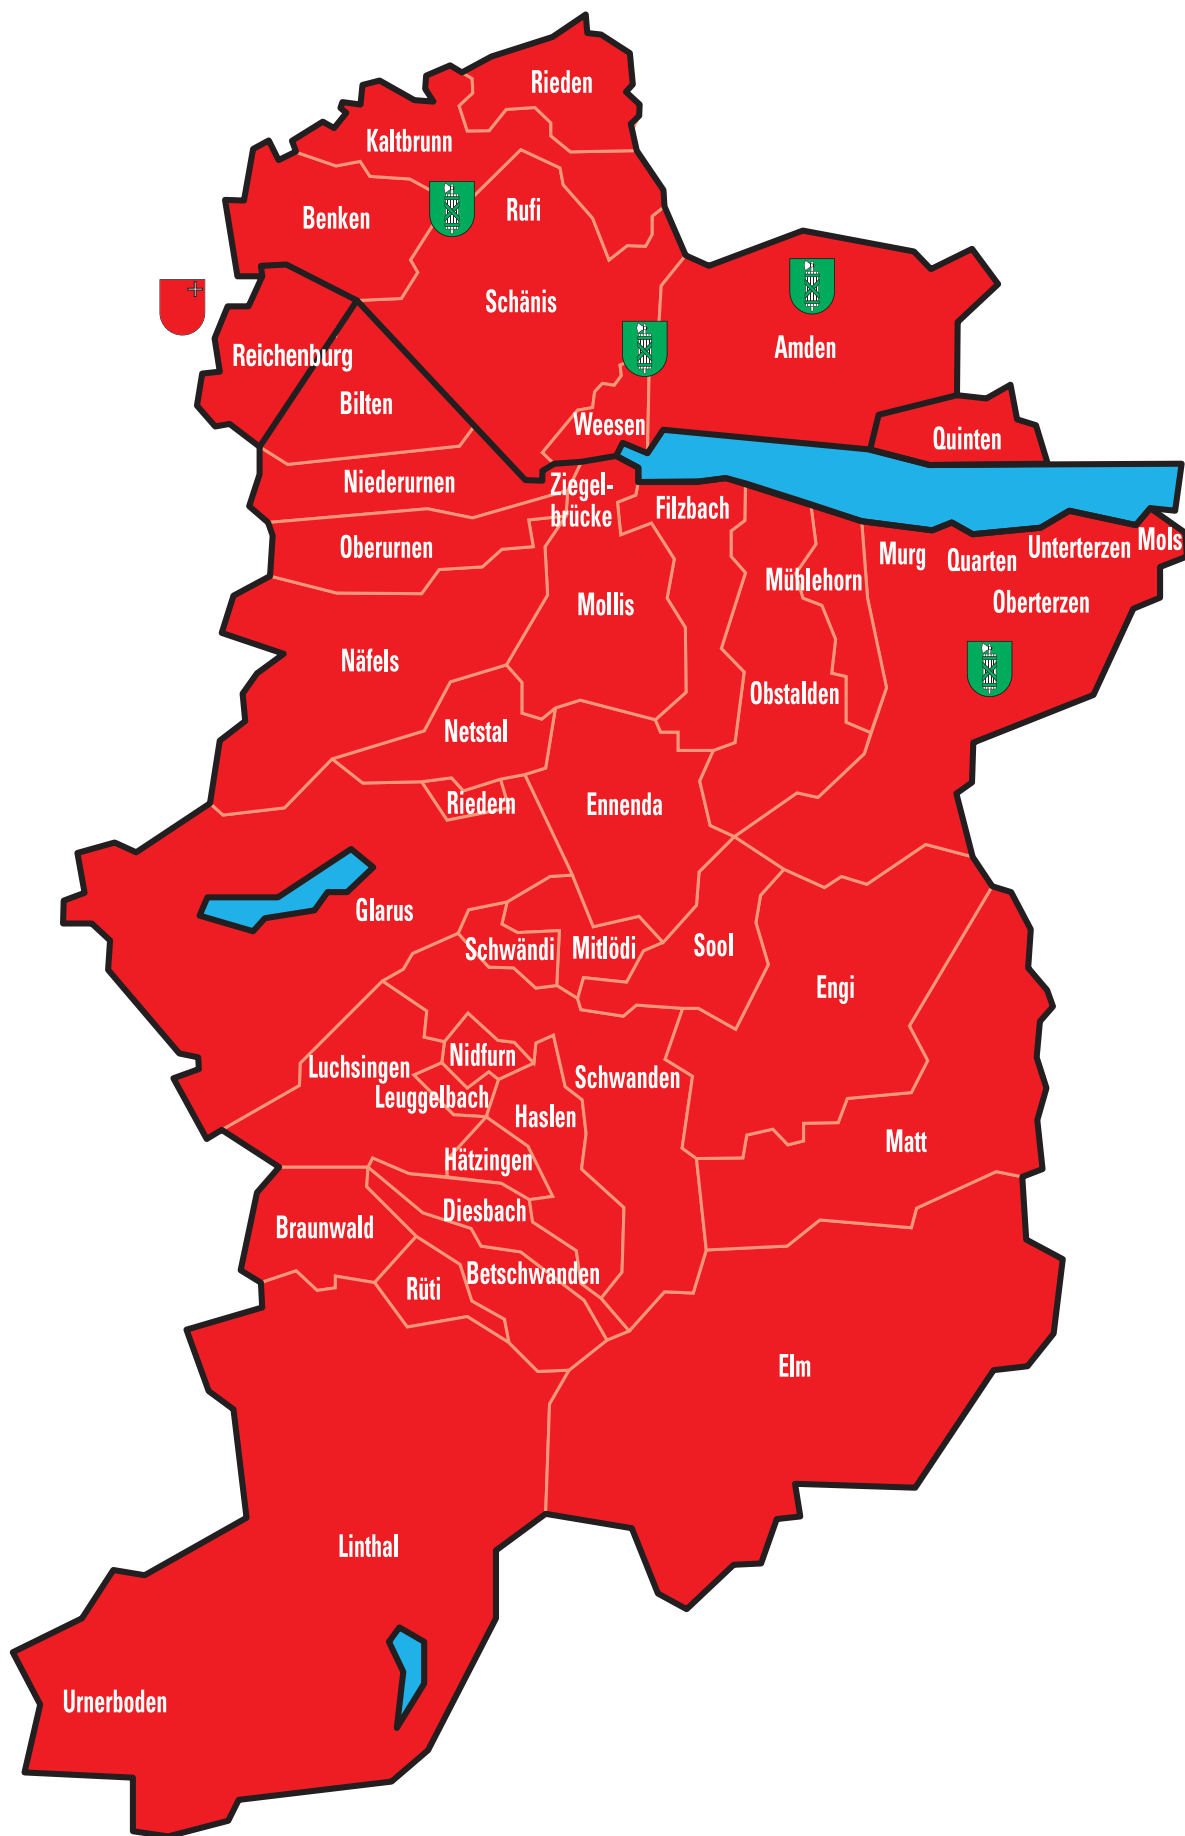 Rieden
Kaltbrunn
Rufi
Benken
Schänis
Amden
Reichenburg
Bilten
Weesen
Quinten
Niederurnen
Ziegel-
brücke
Filzbach
Oberurnen
Murg
Quarten
Unterterzen
Mols
Mühlehorn
Mollis
Oberterzen
Näfels
Obstalden
Netstal
Riedern
Ennenda
Glarus
Schwändi
Mitlödi
Sool
Engi
Nidfurn
Luchsingen
Schwanden
Leuggelbach
Haslen
Matt
Hätzingen
Diesbach
Braunwald
Betschwanden
Rüti
Elm
Linthal
Urnerboden